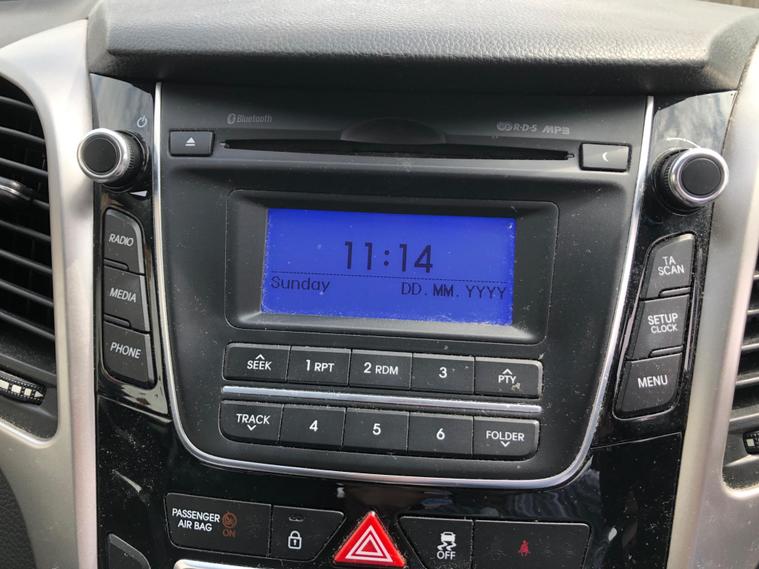 Bluetooth
R·D·S MP3
RADIO
MEDIA
PHONE
11:14
Sunday DD.MM.YYYY
TA
SCAN
SETUP
CLOCK
MENU
SEEK 1 RPT 2 RDM 3 PTY
TRACK 4 5 6 FOLDER
PASSENGER
AIR BAG ON
OFF